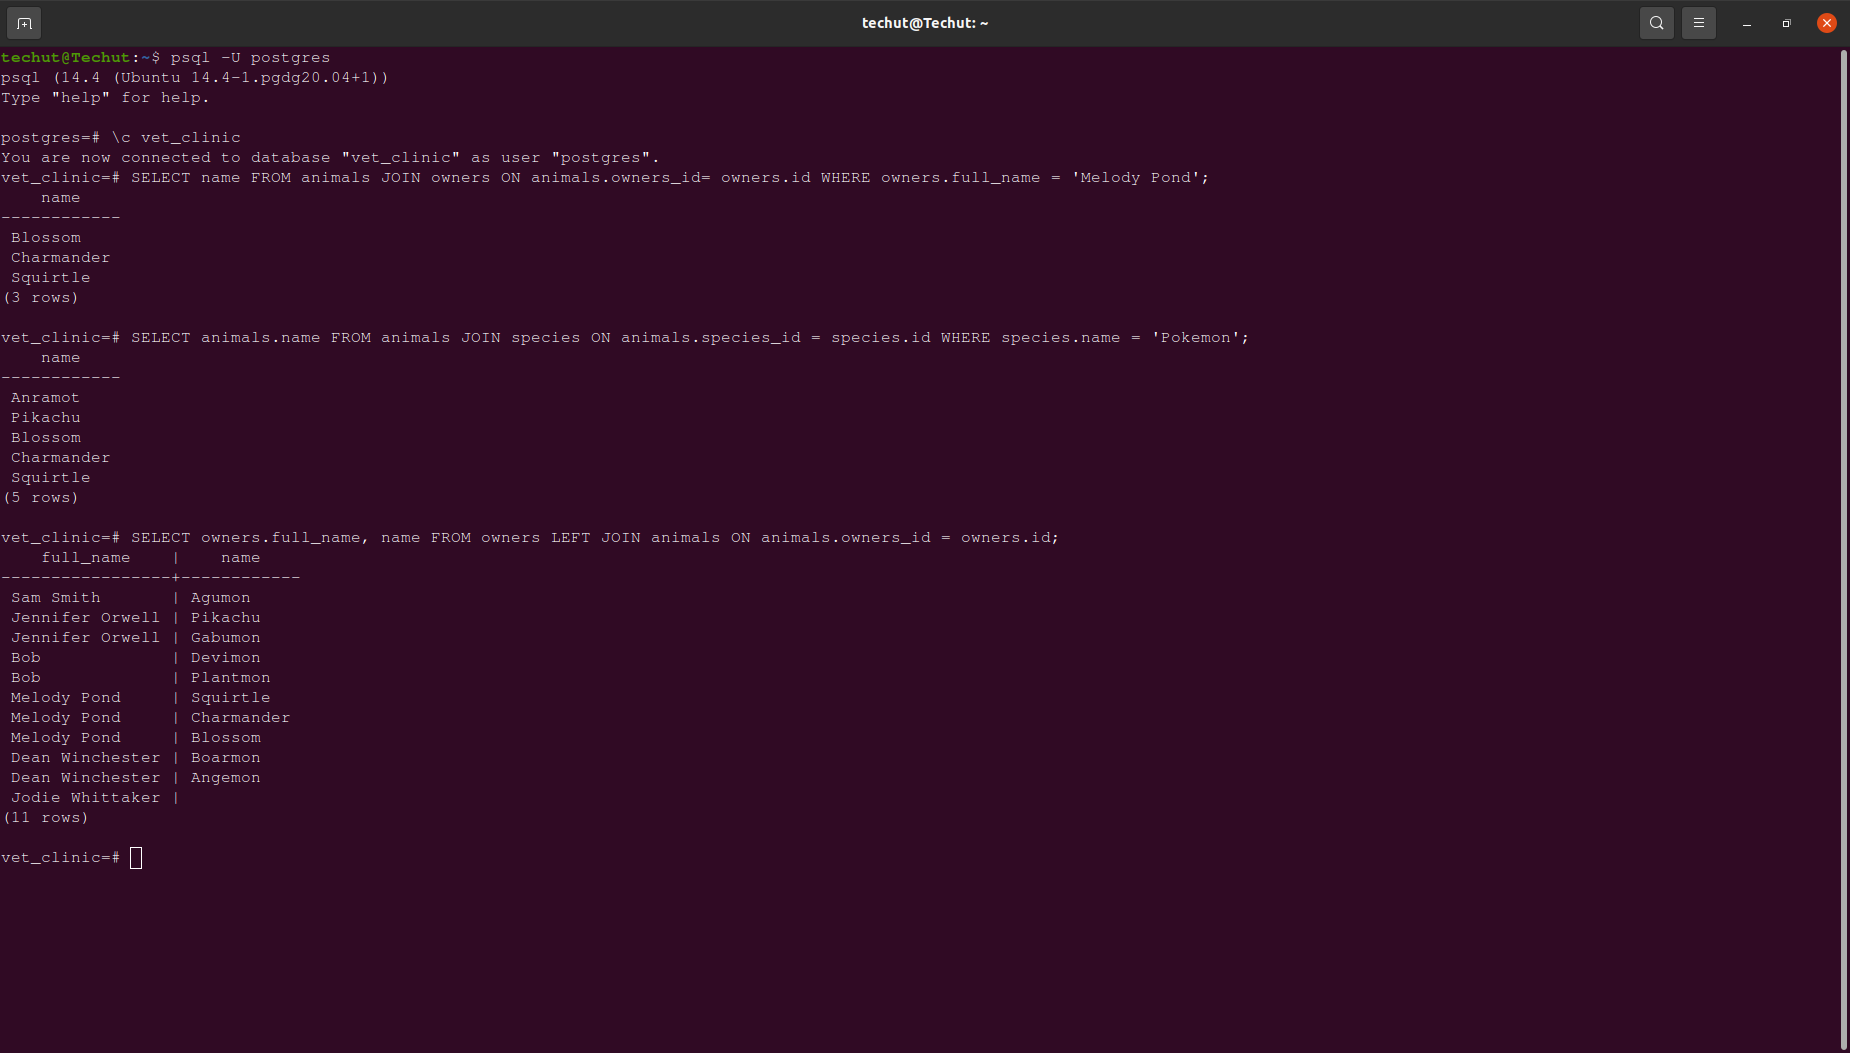 techut@Techut: ~
techut@Techut:~$ psql -U postgres
psql (14.4 (Ubuntu 14.4-1.pgdg20.04+1))
Type "help" for help.

postgres=# \c vet_clinic
You are now connected to database "vet_clinic" as user "postgres".
vet_clinic=# SELECT name FROM animals JOIN owners ON animals.owners_id= owners.id WHERE owners.full_name = 'Melody Pond';
    name
------------
 Blossom
 Charmander
 Squirtle
(3 rows)

vet_clinic=# SELECT animals.name FROM animals JOIN species ON animals.species_id = species.id WHERE species.name = 'Pokemon';
    name
------------
 Anramot
 Pikachu
 Blossom
 Charmander
 Squirtle
(5 rows)

vet_clinic=# SELECT owners.full_name, name FROM owners LEFT JOIN animals ON animals.owners_id = owners.id;
    full_name    |    name
-----------------+------------
 Sam Smith       | Agumon
 Jennifer Orwell | Pikachu
 Jennifer Orwell | Gabumon
 Bob             | Devimon
 Bob             | Plantmon
 Melody Pond     | Squirtle
 Melody Pond     | Charmander
 Melody Pond     | Blossom
 Dean Winchester | Boarmon
 Dean Winchester | Angemon
 Jodie Whittaker |
(11 rows)

vet_clinic=#